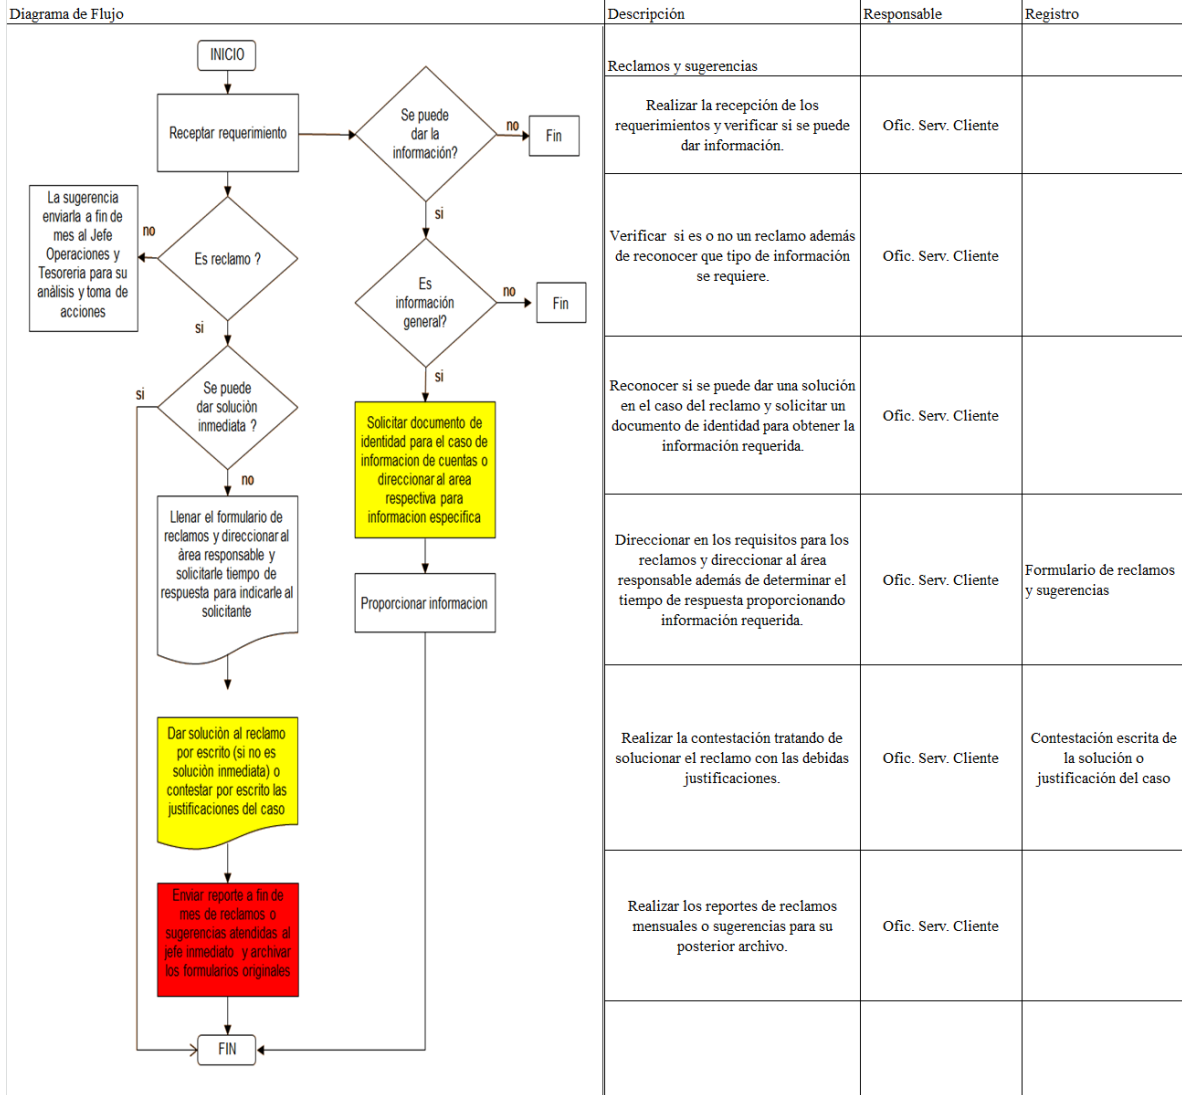 Diagrama de Flujo
Descripción
Responsable
Registro
INICIO
Receptar requerimiento
Se puede
dar la
información?
no
Fin
si
La sugerencia
enviarla a fin de
mes al Jefe
Operaciones y
Tesoreria para su
anàlisis y toma de
acciones
no
Es reclamo ?
si
Es
información
general?
no
Fin
si
si
Se puede
dar soluciòn
inmediata ?
no
Solicitar documento de
identidad para el caso de
informacion de cuentas o
direccionar al area
respectiva para
informacion especifica
Llenar el formulario de
reclamos y direccionar al
àrea responsable y
solicitarle tiempo de
respuesta para indicarle al
solicitante
Proporcionar informacion
Dar soluciòn al reclamo
por escrito (si no es
soluciòn inmediata) o
contestar por escrito las
justificaciones del caso
Enviar reporte a fin de
mes de reclamos o
sugerencias atendidas al
jefe inmediato y archivar
los formularios originales
FIN
Reclamos y sugerencias
Realizar la recepción de los
requerimientos y verificar si se puede
dar información.
Ofic. Serv. Cliente
Verificar si es o no un reclamo además
de reconocer que tipo de información
se requiere.
Ofic. Serv. Cliente
Reconocer si se puede dar una solución
en el caso del reclamo y solicitar un
documento de identidad para obtener la
información requerida.
Ofic. Serv. Cliente
Direccionar en los requisitos para los
reclamos y direccionar al área
responsable además de determinar el
tiempo de respuesta proporcionando
información requerida.
Ofic. Serv. Cliente
Formulario de reclamos
y sugerencias
Realizar la contestación tratando de
solucionar el reclamo con las debidas
justificaciones.
Ofic. Serv. Cliente
Contestación escrita de
la solución o
justificación del caso
Realizar los reportes de reclamos
mensuales o sugerencias para su
posterior archivo.
Ofic. Serv. Cliente